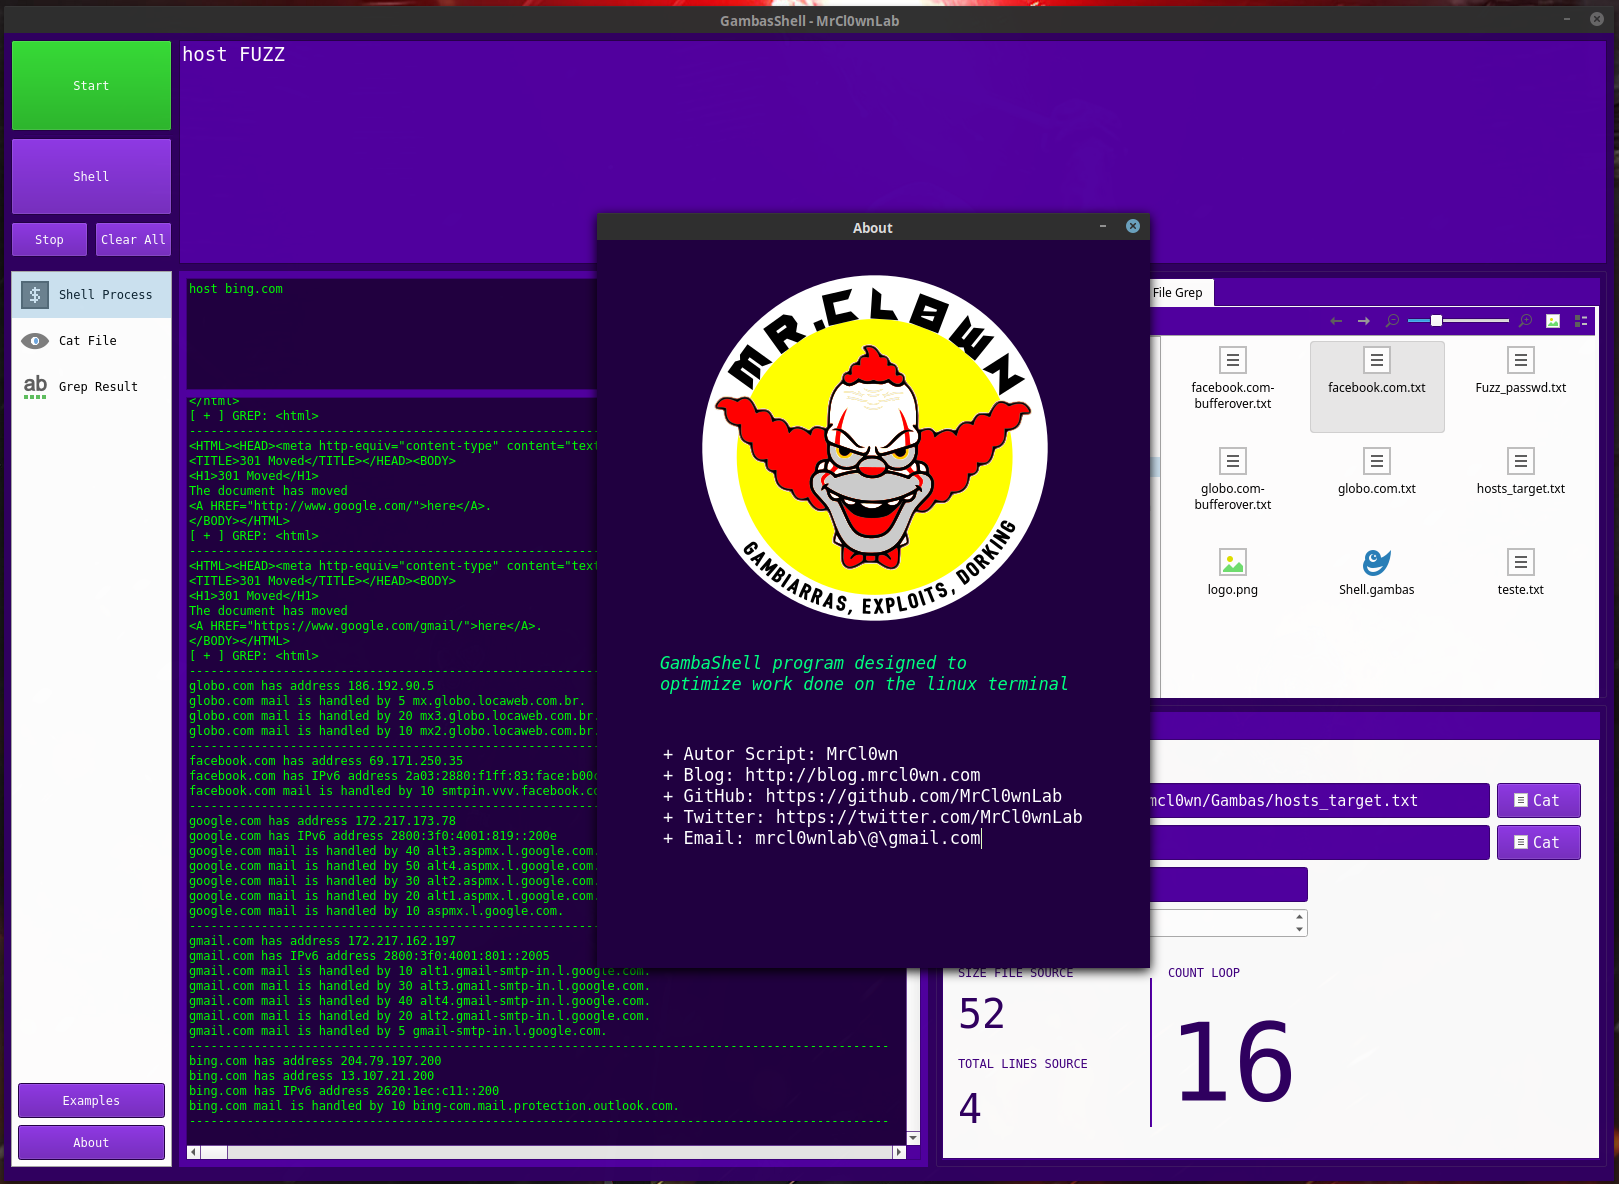 GambasShell - MrCl0wnLab
Start
Shell
Stop
Clear All
host FUZZ
Shell Process
Cat File
Grep Result
Examples
About
host bing.com
</html>
[ + ] GREP: <html>
<HTML><HEAD><meta http-equiv="content-type" content="text
<TITLE>301 Moved</TITLE></HEAD><BODY>
<H1>301 Moved</H1>
The document has moved
<A HREF="http://www.google.com/">here</A>.
</BODY></HTML>
[ + ] GREP: <html>
<HTML><HEAD><meta http-equiv="content-type" content="text
<TITLE>301 Moved</TITLE></HEAD><BODY>
<H1>301 Moved</H1>
The document has moved
<A HREF="https://www.google.com/gmail/">here</A>.
</BODY></HTML>
[ + ] GREP: <html>
globo.com has address 186.192.90.5
globo.com mail is handled by 5 mx.globo.locaweb.com.br.
globo.com mail is handled by 20 mx3.globo.locaweb.com.br.
globo.com mail is handled by 10 mx2.globo.locaweb.com.br.
facebook.com has address 69.171.250.35
facebook.com has IPv6 address 2a03:2880:f1ff:83:face:b00c
facebook.com mail is handled by 10 smtpin.vvv.facebook.co
google.com has address 172.217.173.78
google.com has IPv6 address 2800:3f0:4001:819::200e
google.com mail is handled by 40 alt3.aspmx.l.google.com.
google.com mail is handled by 50 alt4.aspmx.l.google.com.
google.com mail is handled by 30 alt2.aspmx.l.google.com.
google.com mail is handled by 20 alt1.aspmx.l.google.com.
google.com mail is handled by 10 aspmx.l.google.com.
gmail.com has address 172.217.162.197
gmail.com has IPv6 address 2800:3f0:4001:801::2005
gmail.com mail is handled by 10 alt1.gmail-smtp-in.l.google.com.
gmail.com mail is handled by 30 alt3.gmail-smtp-in.l.google.com.
gmail.com mail is handled by 40 alt4.gmail-smtp-in.l.google.com.
gmail.com mail is handled by 20 alt2.gmail-smtp-in.l.google.com.
gmail.com mail is handled by 5 gmail-smtp-in.l.google.com.
bing.com has address 204.79.197.200
bing.com has address 13.107.21.200
bing.com has IPv6 address 2620:1ec:c11::200
bing.com mail is handled by 10 bing-com.mail.protection.outlook.com.
About
MR.CL0WN
GAMBIARRAS, EXPLOITS, DORKING
GambaShell program designed to
optimize work done on the linux terminal
+ Autor Script: MrCl0wn
+ Blog: http://blog.mrcl0wn.com
+ GitHub: https://github.com/MrCl0wnLab
+ Twitter: https://twitter.com/MrCl0wnLab
+ Email: mrcl0wnlab\@\gmail.com
File Grep
facebook.com-
bufferover.txt
facebook.com.txt
Fuzz_passwd.txt
globo.com-
bufferover.txt
globo.com.txt
hosts_target.txt
logo.png
Shell.gambas
teste.txt
mcl0wn/Gambas/hosts_target.txt
Cat
Cat
SIZE FILE SOURCE
52
TOTAL LINES SOURCE
4
COUNT LOOP
16